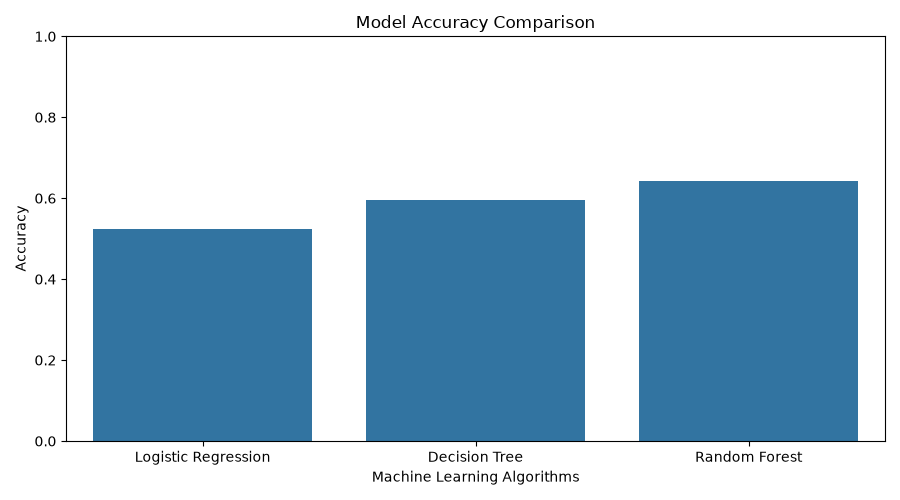 Model Accuracy Comparison
1.0
0.8
0.6
0.4
0.2
0.0
Accuracy
Logistic Regression
Decision Tree
Random Forest
Machine Learning Algorithms